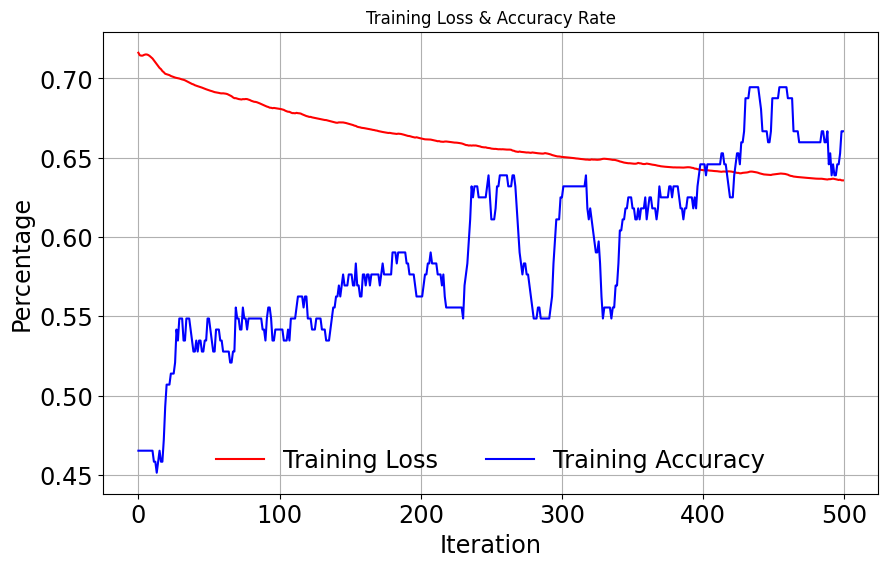 Training Loss & Accuracy Rate
Percentage
0.70
0.65
0.60
0.55
0.50
0.45
Training Loss
Training Accuracy
0
100
200
300
400
500
Iteration